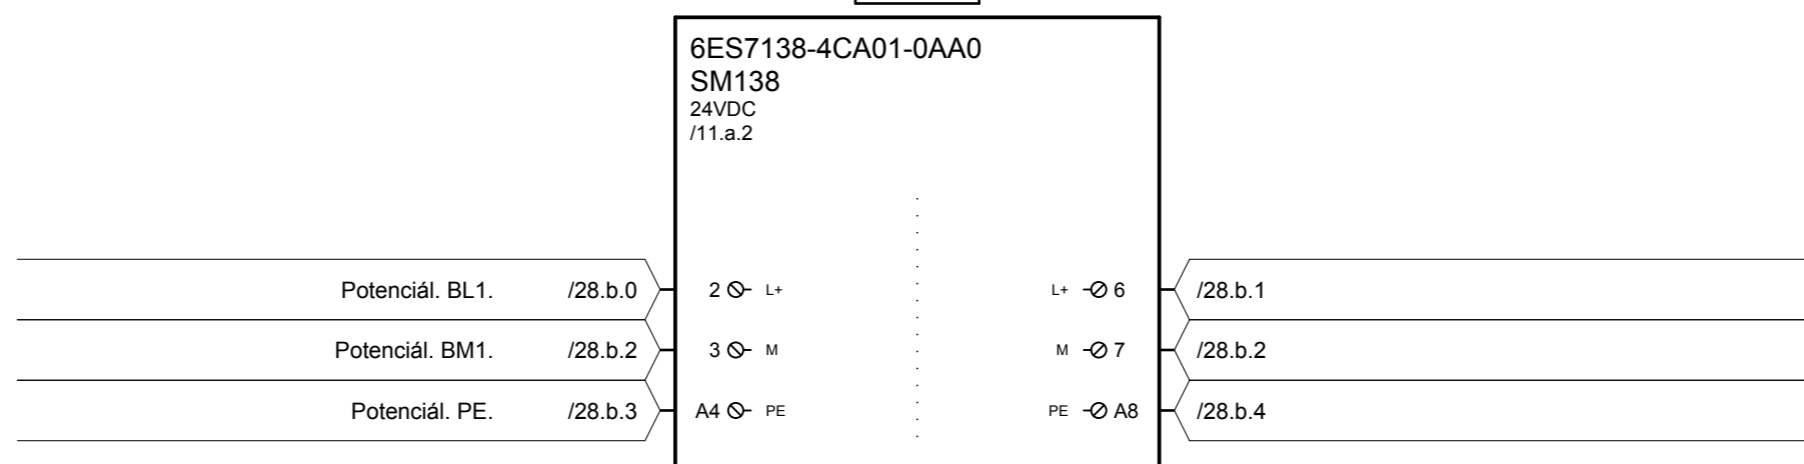 6ES7138-4CA01-0AA0
SM138
24VDC
/11.a.2
Potenciál. BL1. /28.b.0 2 L+ L+ 6 /28.b.1
Potenciál. BM1. /28.b.2 3 M M 7 /28.b.2
Potenciál. PE. /28.b.3 A4 PE PE A8 /28.b.4